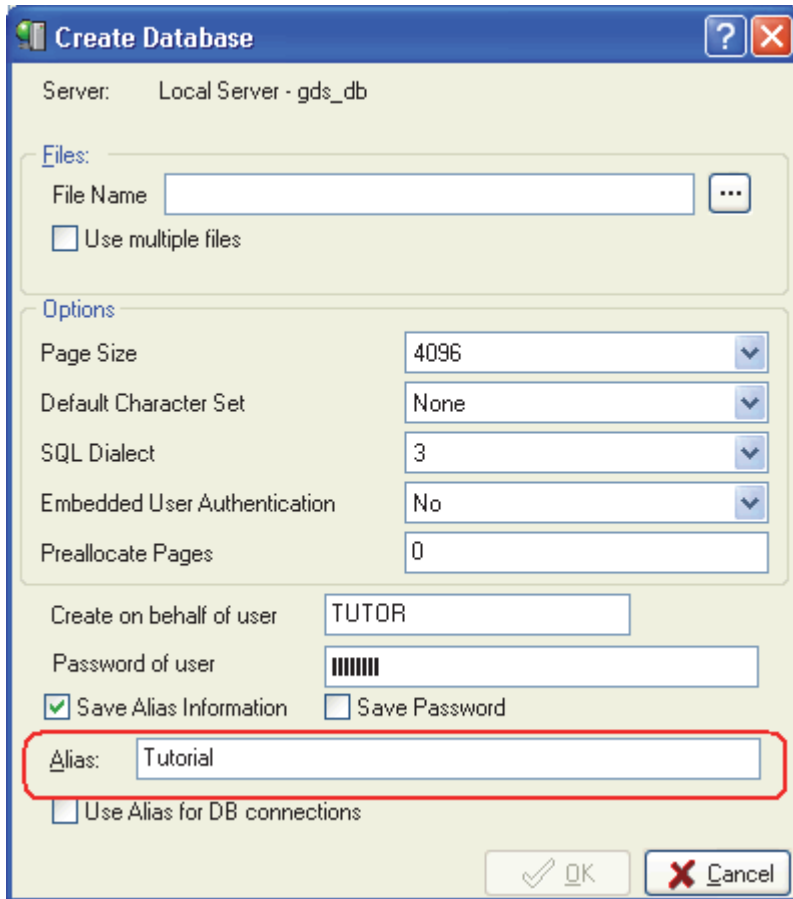 Create Database
Server: Local Server - gds_db
Files:
File Name ...
Use multiple files
Options
Page Size 4096
Default Character Set None
SQL Dialect 3
Embedded User Authentication No
Preallocate Pages 0
Create on behalf of user TUTOR
Password of user
Save Alias Information Save Password
Alias: Tutorial
Use Alias for DB connections
OK Cancel